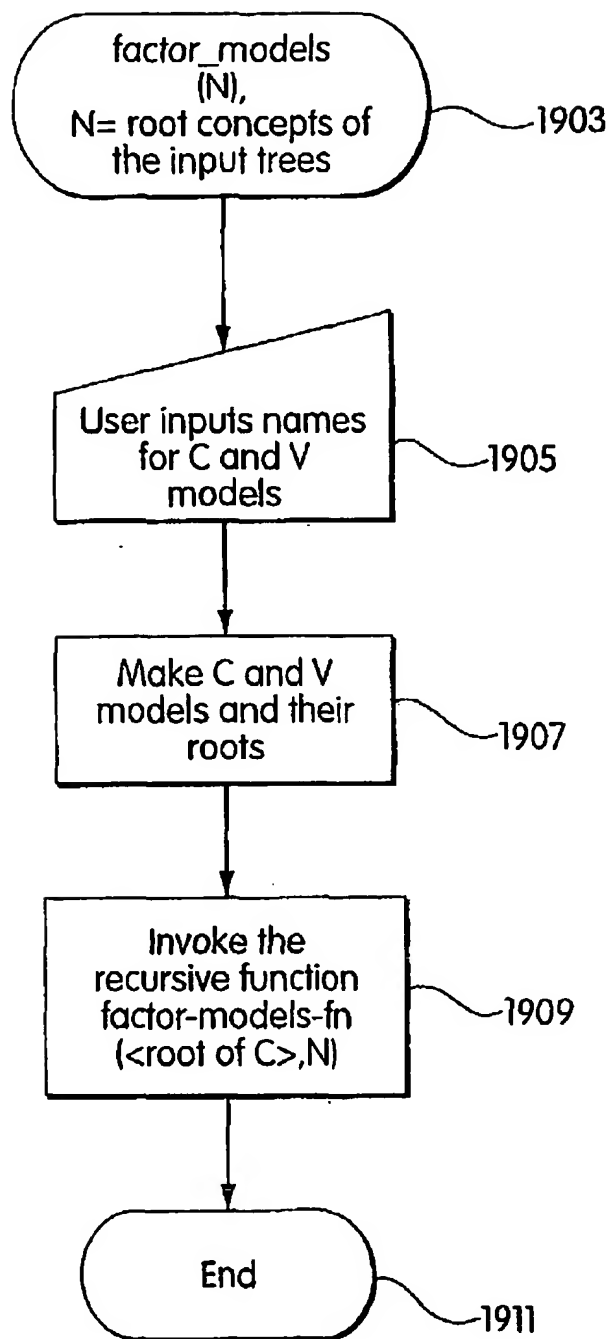 factor_models
(N),
N= root concepts of
the input trees
1903
User inputs names
for C and V
models
1905
Make C and V
models and their
roots
1907
Invoke the
recursive function
factor-models-fn
(<root of C>,N)
1909
End
1911